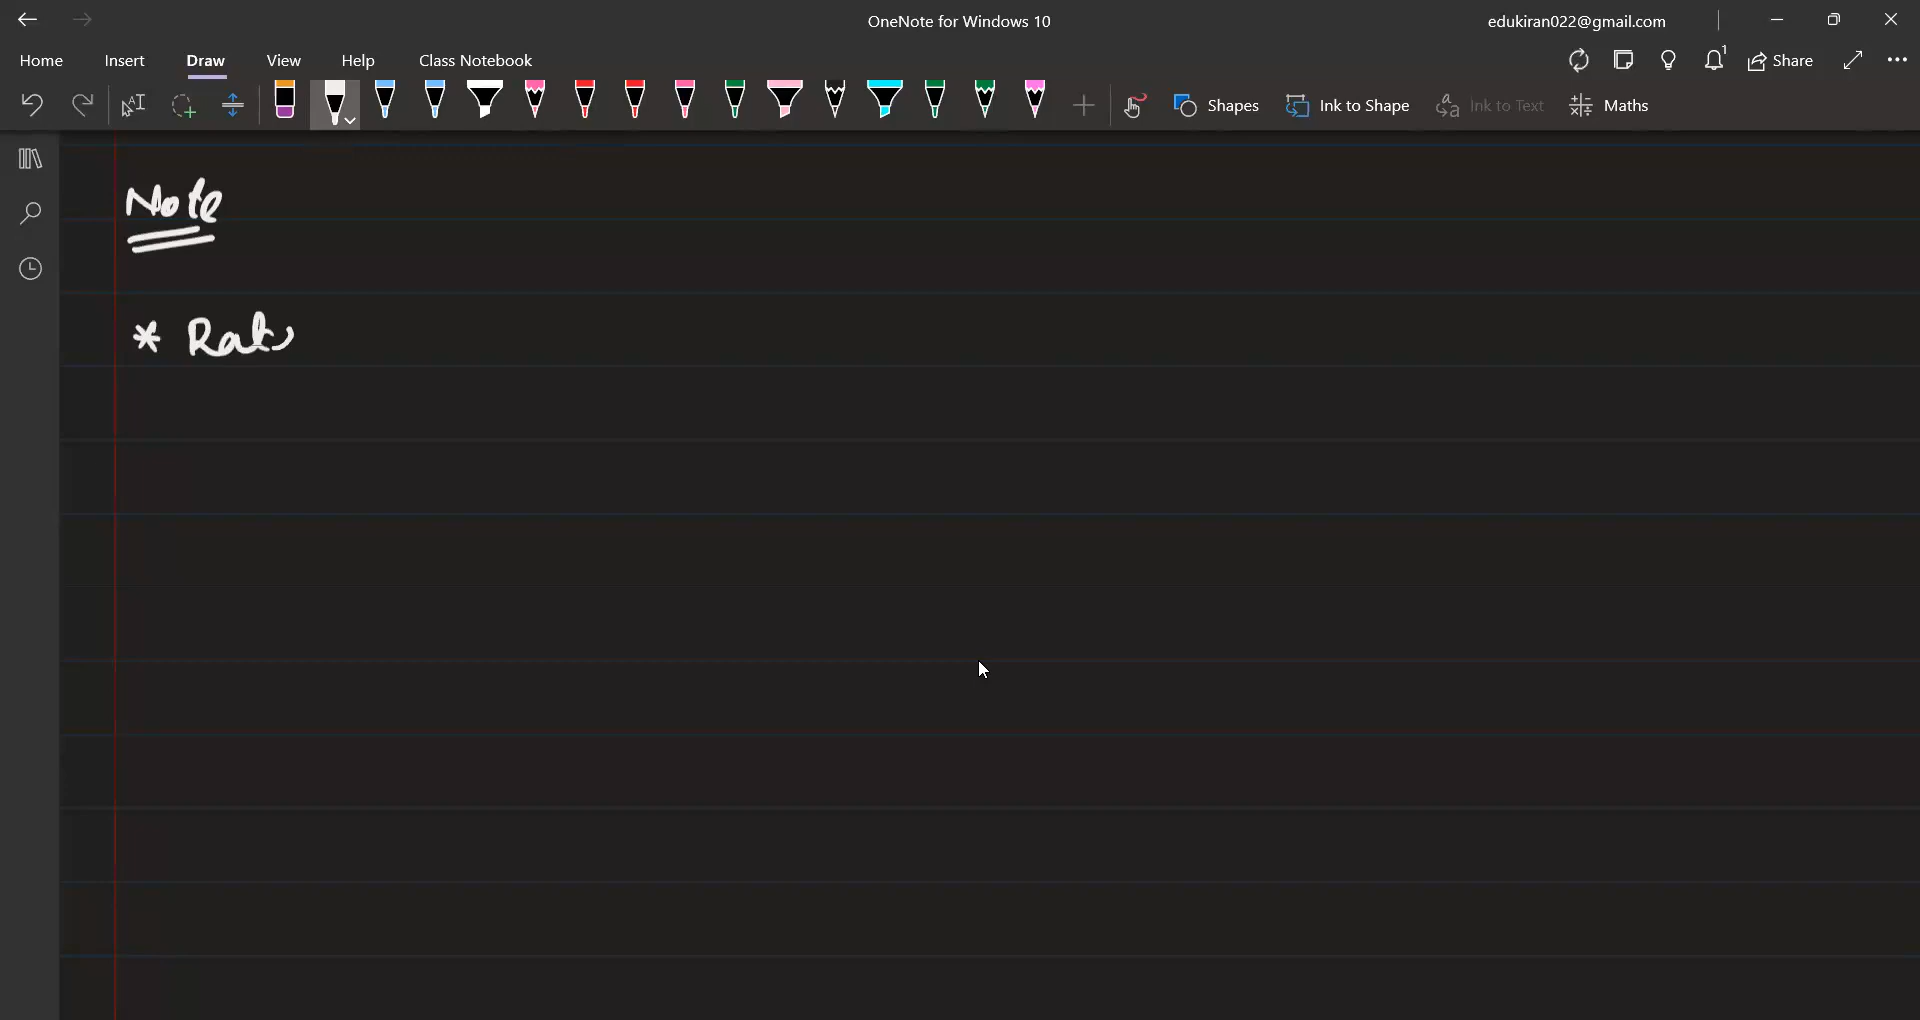 OneNote for Windows 10
edukiran022@gmail.com
Home Insert Draw View Help Class Notebook
1
Share
Shapes Ink to Shape Ink to Text Maths
Note
* Rat